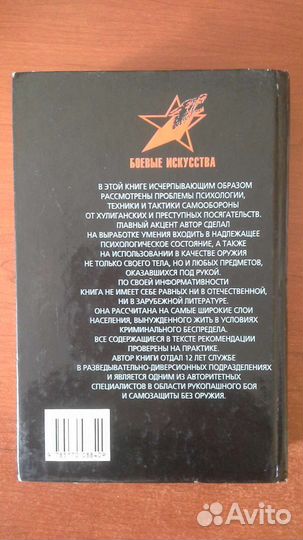 БОЕВЫЕ ИСКУССТВА
В ЭТОЙ КНИГЕ ИСЧЕРПЫВАЮЩИМ ОБРАЗОМ
РАССМОТРЕНЫ ПРОБЛЕМЫ ПСИХОЛОГИИ,
ТЕХНИКИ И ТАКТИКИ САМООБОРОНЫ
ОТ ХУЛИГАНСКИХ И ПРЕСТУПНЫХ ПОСЯГАТЕЛЬСТВ.
ГЛАВНЫЙ АКЦЕНТ АВТОР СДЕЛАЛ
НА ВЫРАБОТКЕ УМЕНИЯ ВХОДИТЬ В НАДЛЕЖАЩЕЕ
ПСИХОЛОГИЧЕСКОЕ СОСТОЯНИЕ, А ТАКЖЕ
НА ИСПОЛЬЗОВАНИИ В КАЧЕСТВЕ ОРУЖИЯ
НЕ ТОЛЬКО СВОЕГО ТЕЛА, НО И ЛЮБЫХ ПРЕДМЕТОВ,
ОКАЗАВШИХСЯ ПОД РУКОЙ.
ПО СВОЕЙ ИНФОРМАТИВНОСТИ
КНИГА НЕ ИМЕЕТ СЕБЕ РАВНЫХ НИ В ОТЕЧЕСТВЕННОЙ,
НИ В ЗАРУБЕЖНОЙ ЛИТЕРАТУРЕ.
ОНА РАССЧИТАНА НА САМЫЕ ШИРОКИЕ СЛОИ
НАСЕЛЕНИЯ, ВЫНУЖДЕННОГО ЖИТЬ В УСЛОВИЯХ
КРИМИНАЛЬНОГО БЕСПРЕДЕЛА.
ВСЕ СОДЕРЖАЩИЕСЯ В ТЕКСТЕ РЕКОМЕНДАЦИИ
ПРОВЕРЕНЫ НА ПРАКТИКЕ.
АВТОР КНИГИ ОТДАЛ 12 ЛЕТ СЛУЖБЕ
В РАЗВЕДЫВАТЕЛЬНО-ДИВЕРСИОННЫХ ПОДРАЗДЕЛЕНИЯХ
И ЯВЛЯЕТСЯ ОДНИМ ИЗ АВТОРИТЕТНЫХ
СПЕЦИАЛИСТОВ В ОБЛАСТИ РУКОПАШНОГО БОЯ
И САМОЗАЩИТЫ БЕЗ ОРУЖИЯ.
Avito